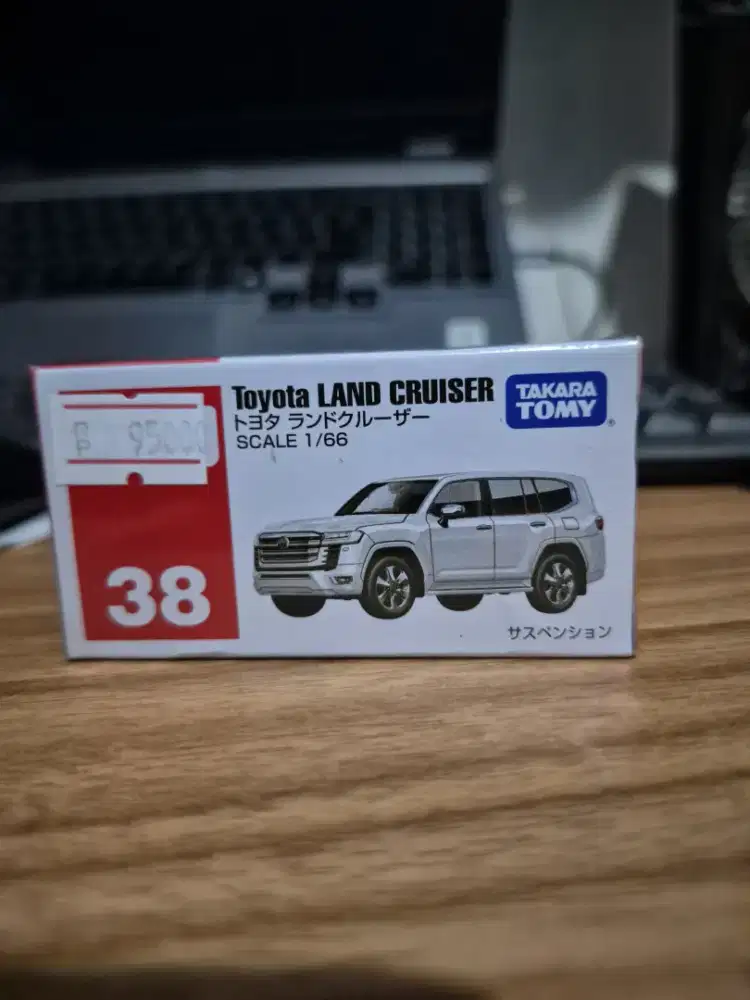 Toyota LAND CRUISER
トヨタ ランドクルーザー
SCALE 1/66
TAKARA
TOMY
®
38
サスペンション